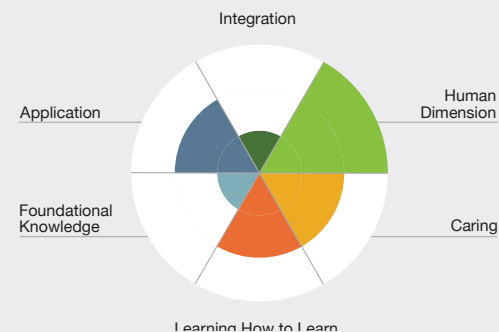 Integration
Application
Human
Dimension
Foundational
Knowledge
Caring
Learning How to Learn